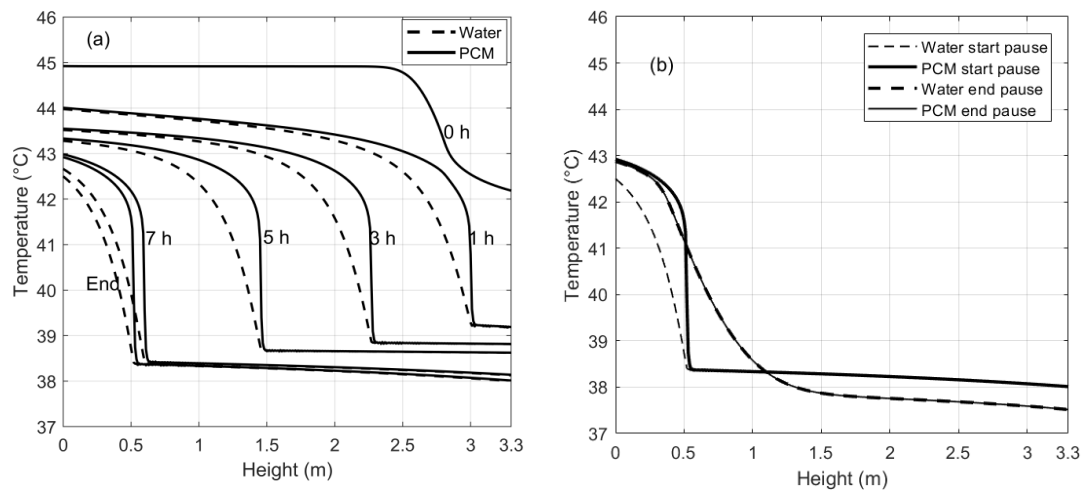 46
45
44
43
42
41
40
39
38
37
Temperature (°C)
(a)
Water
PCM
0 h
1 h
3 h
5 h
7 h
End
0
0.5
1
1.5
2
2.5
3
3.3
Height (m)
46
45
44
43
42
41
40
39
38
37
Temperature (°C)
(b)
Water start pause
PCM start pause
Water end pause
PCM end pause
0
0.5
1
1.5
2
2.5
3
3.3
Height (m)